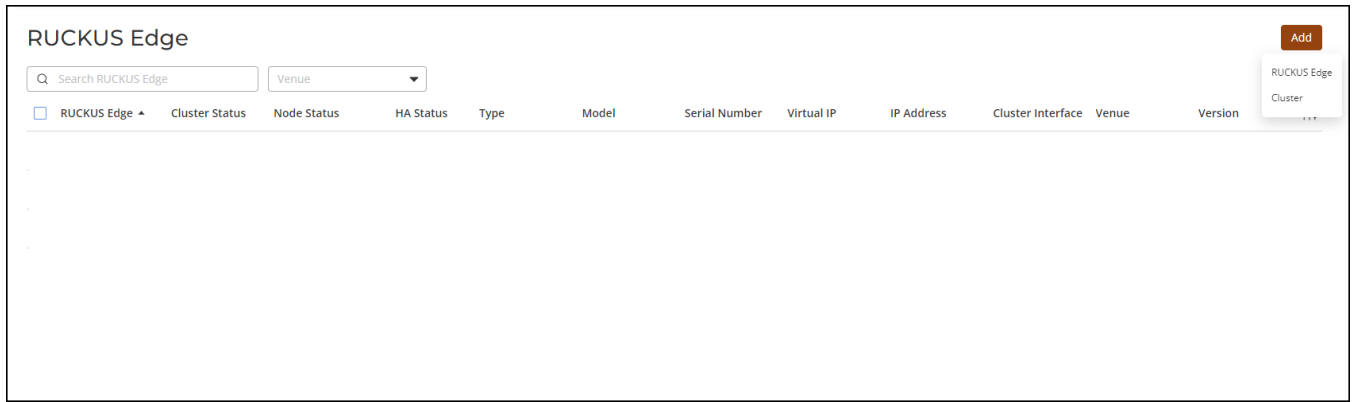 RUCKUS Edge
Add
Search RUCKUS Edge
Venue
RUCKUS Edge
Cluster
RUCKUS Edge Cluster Status Node Status HA Status Type Model Serial Number Virtual IP IP Address Cluster Interface Venue Version